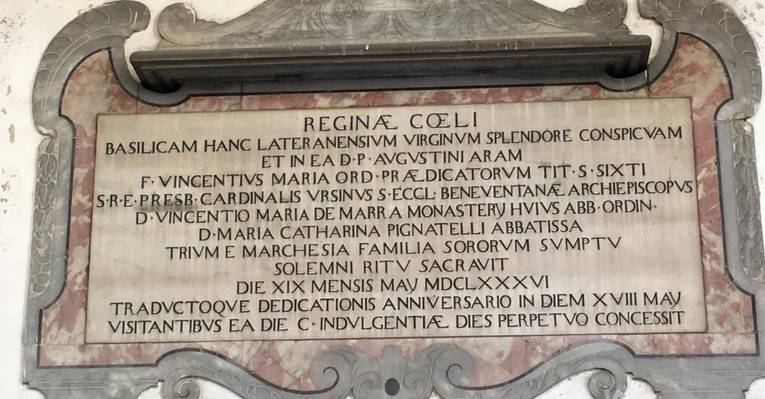 REGINÆ CŒLI
BASILICAM HANC LATERANENSIVM VIRGINVM SPLENDORE CONSPICVAM
ET IN EA D·P·AVGVSTINI ARAM
F·VINCENTIVS MARIA ORD·PRÆDICATORVM TIT·S·SIXTI
S·R·E·PRESB·CARDINALIS VRSINVS S·ECCL·BENEVENTANÆ ARCHIEPISCOPVS
D·VINCENTIO MARIA DE MARRA MONASTERIJ HVIVS ABB·ORDIN·
D·MARIA CATHARINA PIGNATELLI ABBATISSA
TRIVM E MARCHESIA FAMILIA SORORVM SVMPTV
SOLEMNI RITV SACRAVIT
DIE XIX MENSIS MAIJ MDCLXXXVI
TRADVCTOQVE DEDICATIONIS ANNIVERSARIO IN DIEM XVIII MAIJ
VISITANTIBVS EA DIE C·INDVLGENTIÆ DIES PERPETVO CONCESSIT